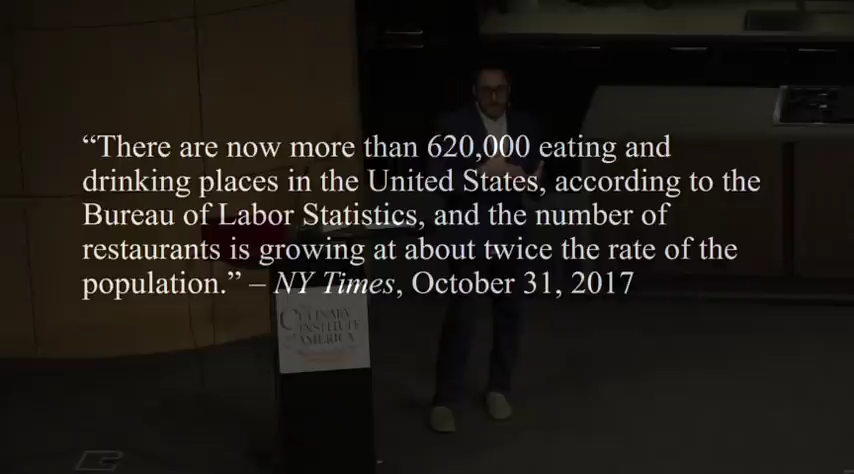 “There are now more than 620,000 eating and
drinking places in the United States, according to the
Bureau of Labor Statistics, and the number of
restaurants is growing at about twice the rate of the
population.” – NY Times, October 31, 2017
CULINARY
INSTITUTE
AMERICA